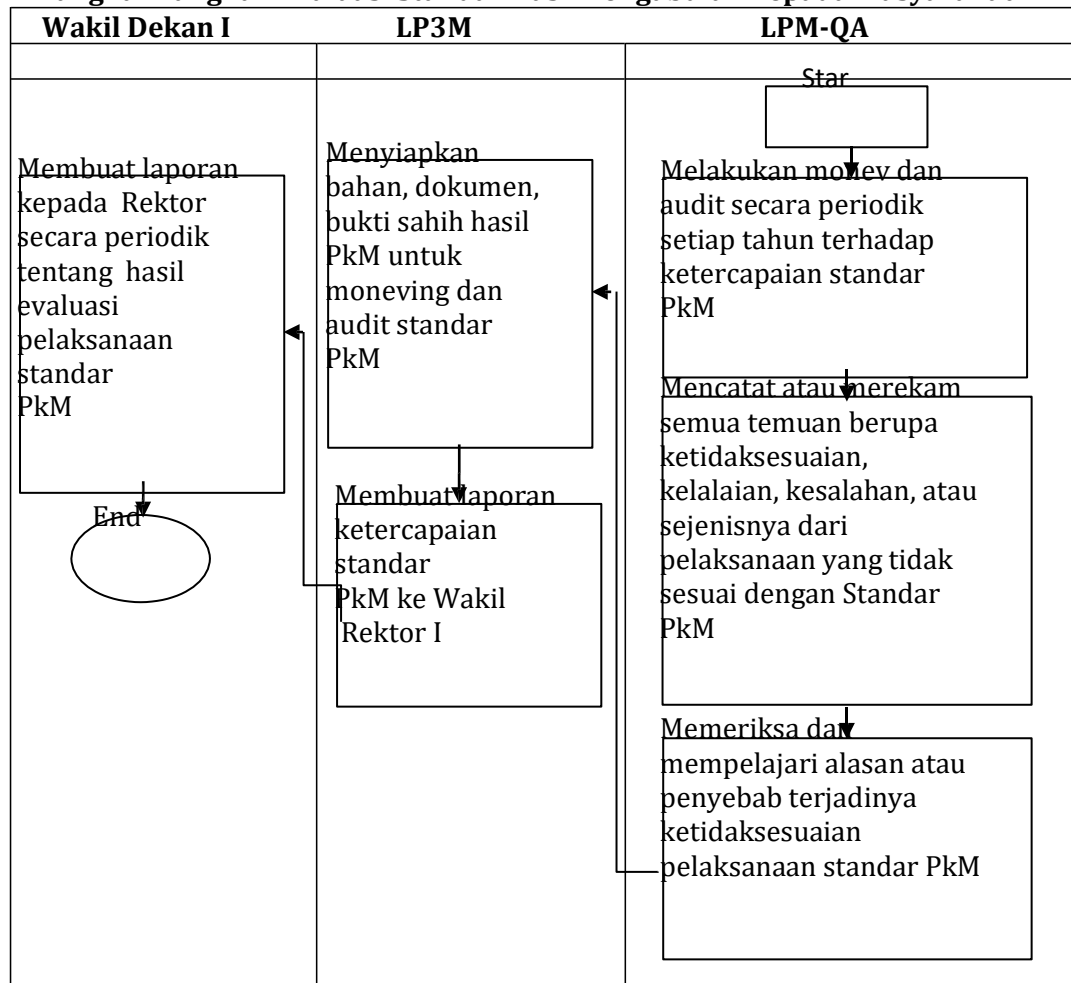 Wakil Dekan I
LP3M
LPM-QA
Star
Melakukan monev dan
audit secara periodik
setiap tahun terhadap
ketercapaian standar
PkM
Mencatat atau merekam
semua temuan berupa
ketidaksesuaian,
kelalaian, kesalahan, atau
sejenisnya dari
pelaksanaan yang tidak
sesuai dengan Standar
PkM
Memeriksa dan
mempelajari alasan atau
penyebab terjadinya
ketidaksesuaian
pelaksanaan standar PkM
Menyiapkan
bahan, dokumen,
bukti sahih hasil
PkM untuk
moneving dan
audit standar
PkM
Membuat laporan
ketercapaian
standar
PkM ke Wakil
Rektor I
Membuat laporan
kepada Rektor
secara periodik
tentang hasil
evaluasi
pelaksanaan
standar
PkM
End